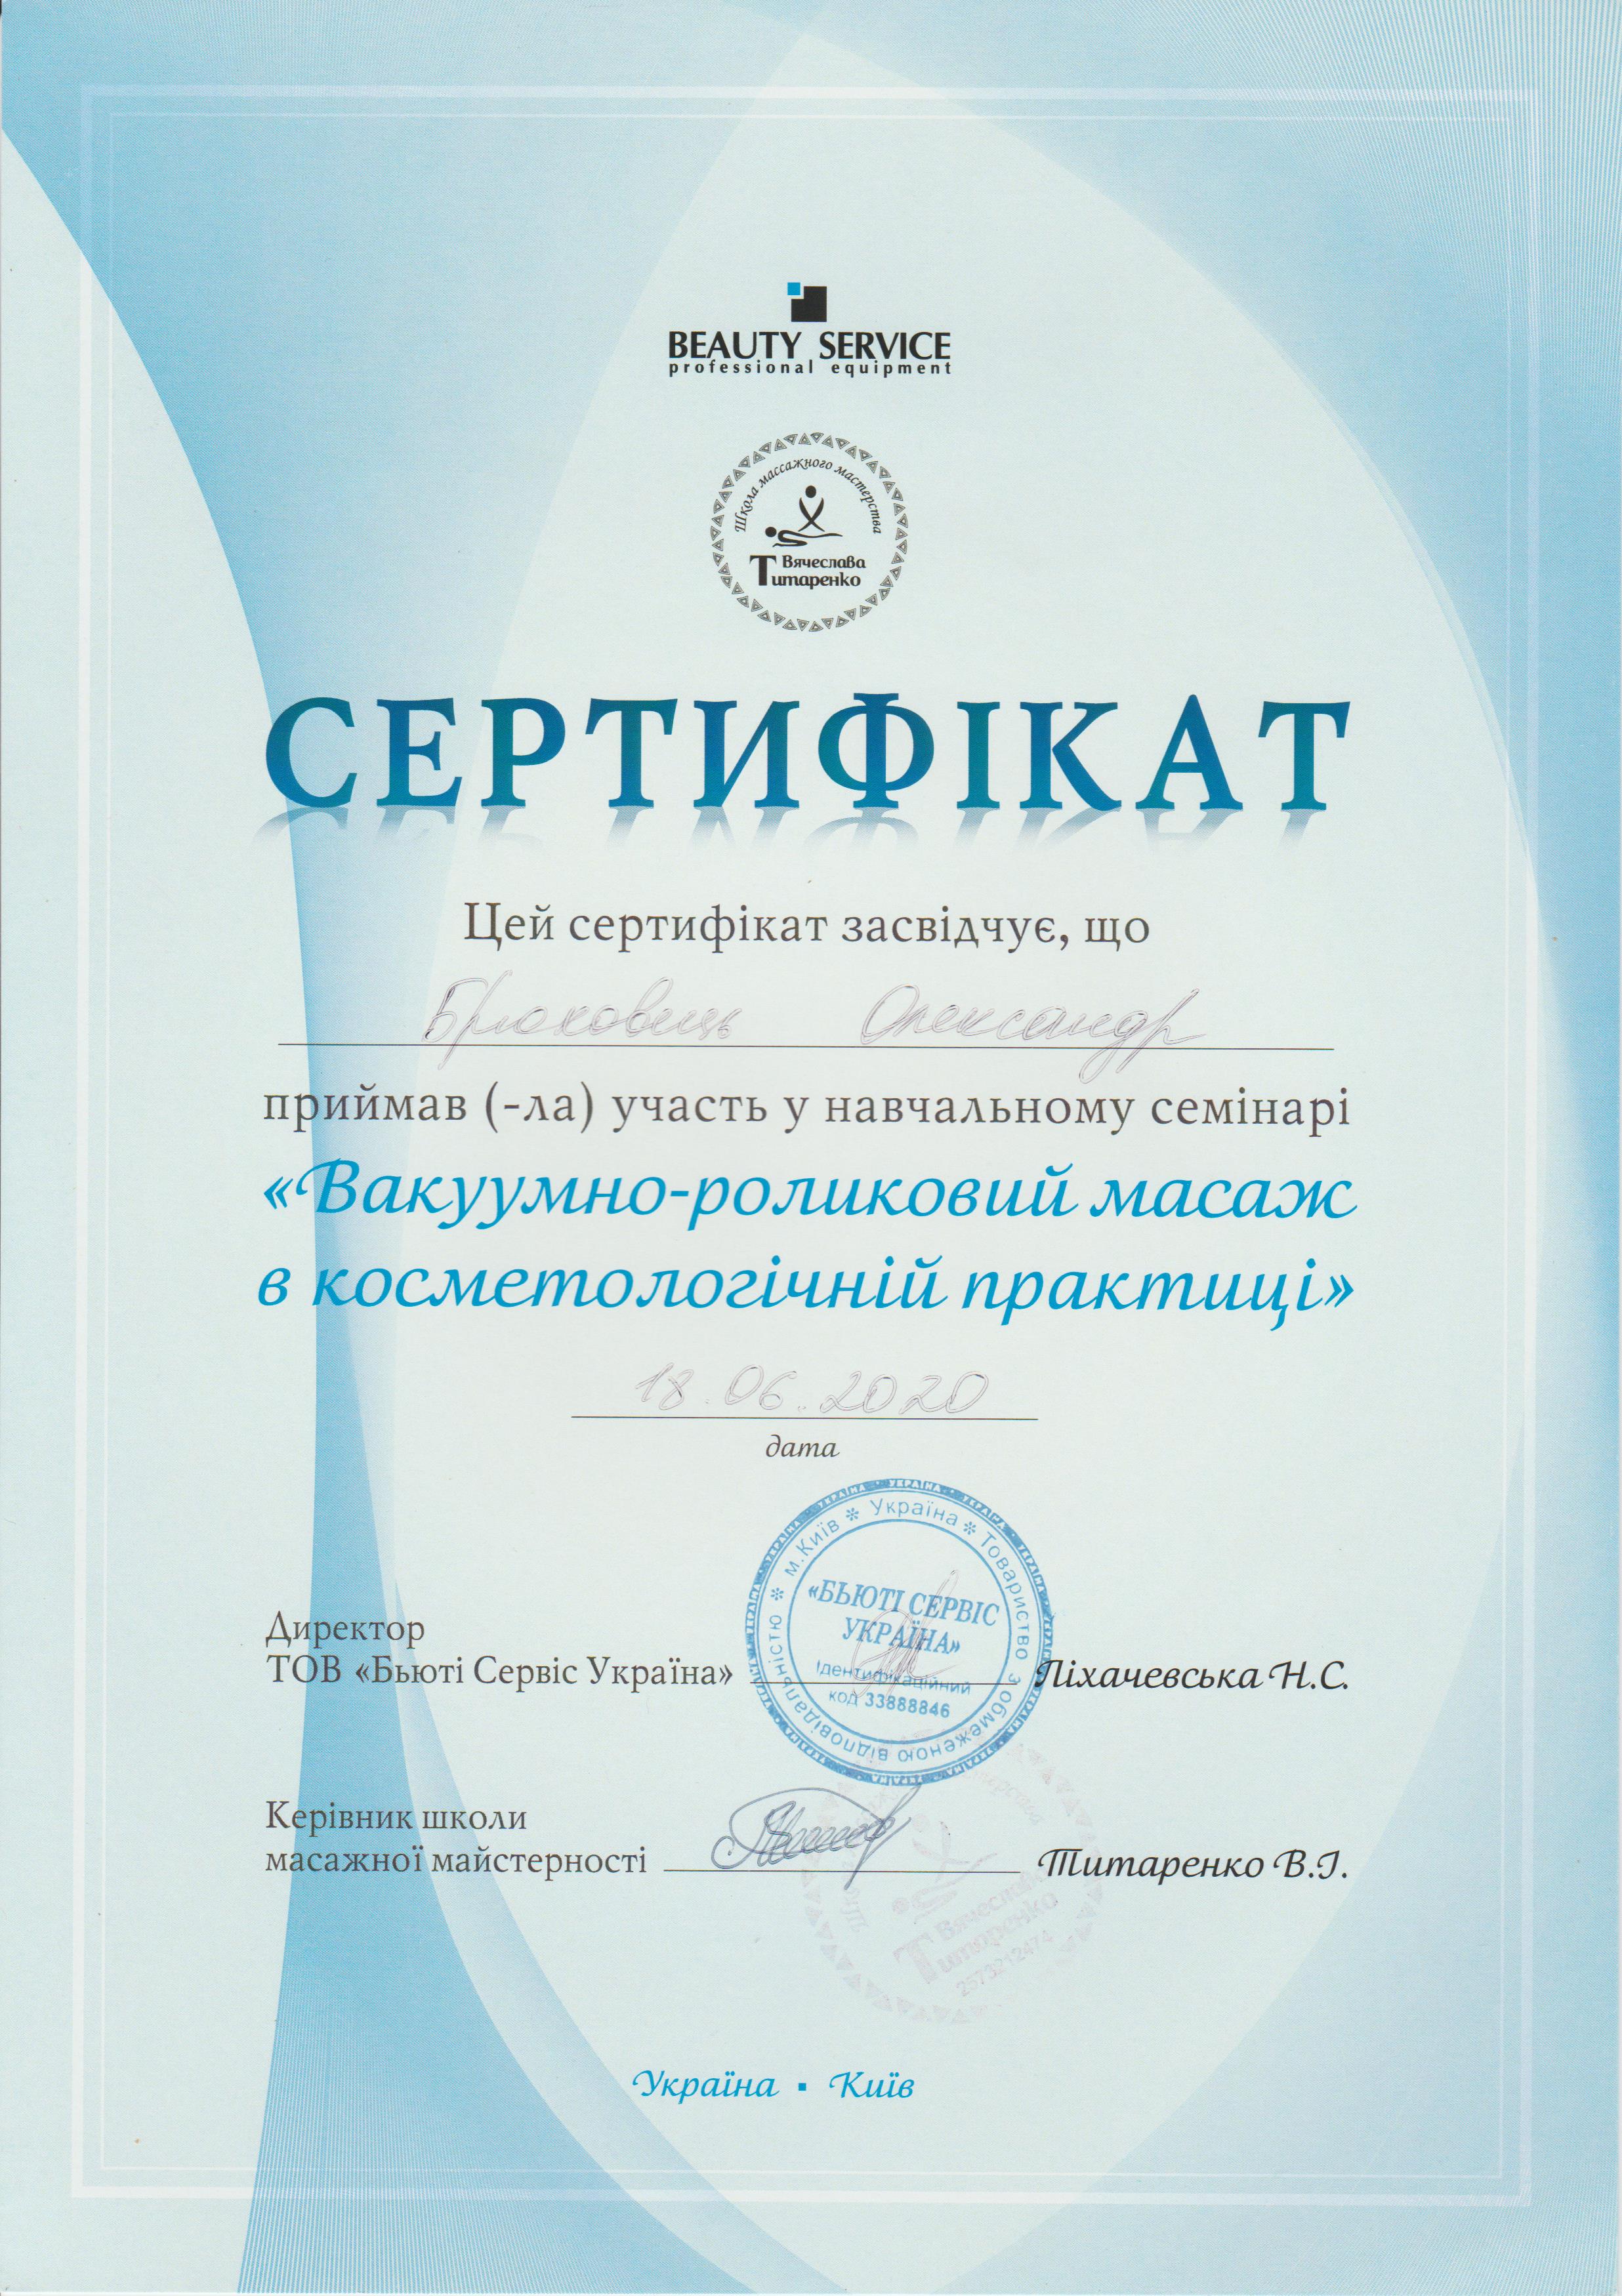 BEAUTY SERVICE
professional equipment
Школа массажного мастерства
Вячеслава
Титаренко
СЕРТИФІКАТ
Цей сертифікат засвідчує, що
Брюховець Олександр
приймав (-ла) участь у навчальному семінарі
«Вакуумно-роликовий масаж
в косметологічній практиці»
18.06.2020
дата
м.Київ * Україна * Товариство з обмеженою відповідальністю *
«БЬЮТІ СЕРВІС
УКРАЇНА»
Ідентифікаційний
код 33888846
Директор
ТОВ «Бьюті Сервіс Україна» Ліхачевська Н.С.
Керівник школи
масажної майстерності Титаренко В.І.
Вячеслава
Титаренко
2573212474
Україна ▪ Київ